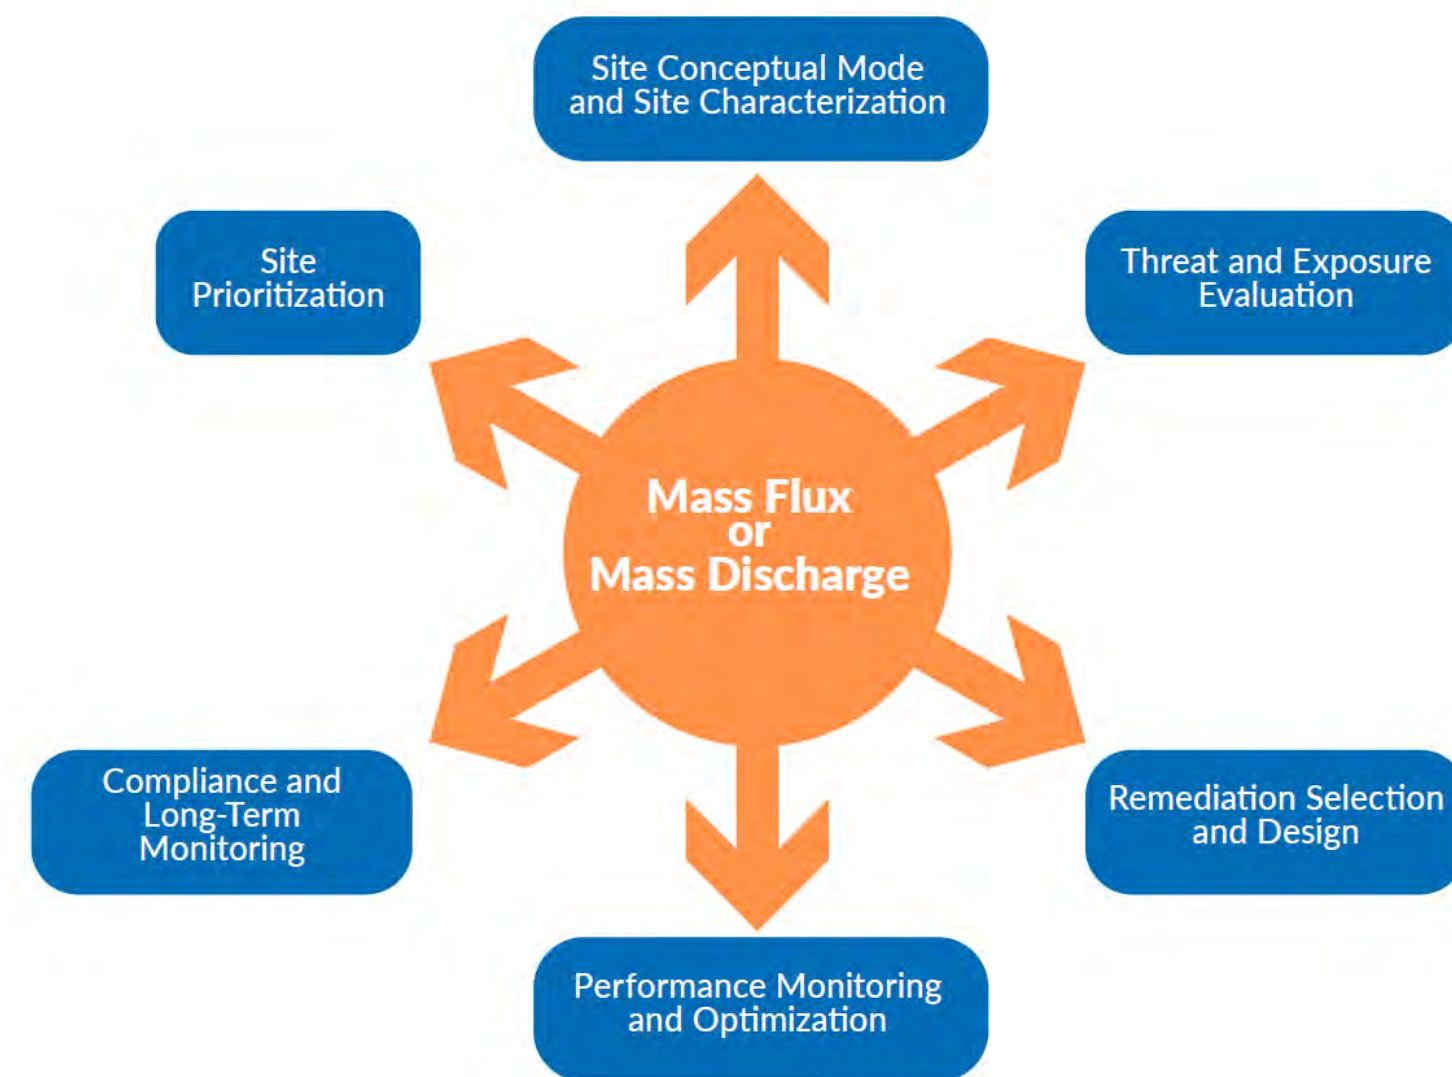 Site Conceptual Mode
and Site Characterization
Site
Prioritization
Threat and Exposure
Evaluation
Mass Flux
or
Mass Discharge
Compliance and
Long-Term
Monitoring
Remediation Selection
and Design
Performance Monitoring
and Optimization